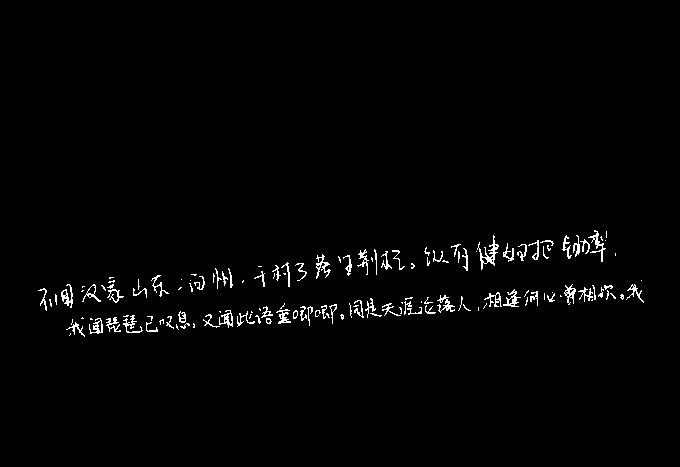 不闻汉家山东二百州,千村万落生荆杞。纵有健妇把锄犁,
我闻琵琶已叹息,又闻此语重唧唧。同是天涯沦落人,相逢何必曾相识。我